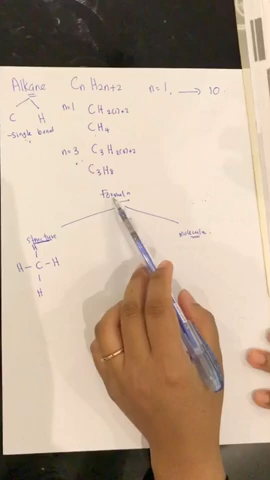 Alkane CnH2n+2 n=1, → 10.
C H n=1 CH2(1)+2
-single bond CH4
n=3 C3H2(3)+2
C3H8
Formula
structure molecular
H
H-C-H
H